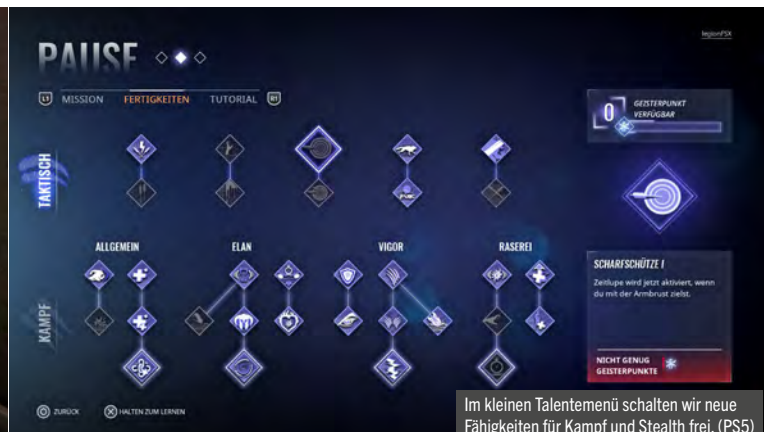 PAUSE
legionFSX
L1 MISSION FERTIGKEITEN TUTORIAL R1
0 GEISTERPUNKT
VERFÜGBAR
TAKTISCH
ALLGEMEIN ELAN VIGOR RASEREI
KAMPF
SCHARFSCHÜTZE I
Zeitlupe wird jetzt aktiviert, wenn
du mit der Armbrust zielst.
NICHT GENUG
GEISTERPUNKTE
ZURÜCK HALTEN ZUM LERNEN
Im kleinen Talentemenü schalten wir neue
Fähigkeiten für Kampf und Stealth frei. (PS5)